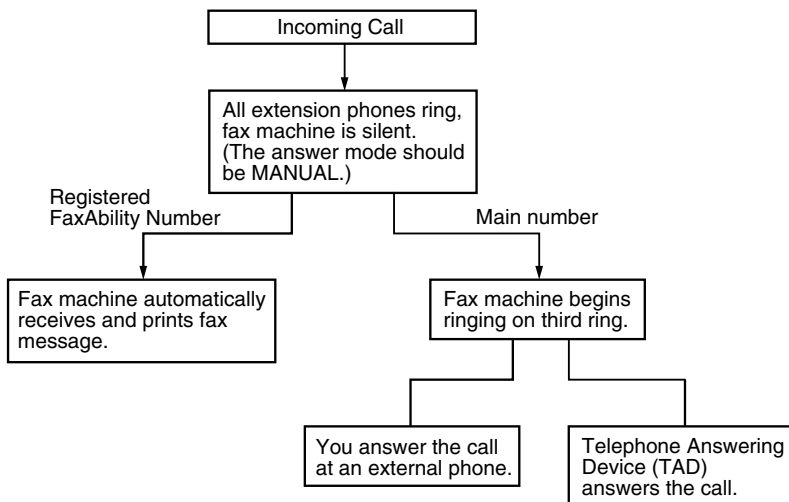 Incoming Call
All extension phones ring,
fax machine is silent.
(The answer mode should
be MANUAL.)
Registered
FaxAbility Number
Main number
Fax machine automatically
receives and prints fax
message.
Fax machine begins
ringing on third ring.
You answer the call
at an external phone.
Telephone Answering
Device (TAD)
answers the call.